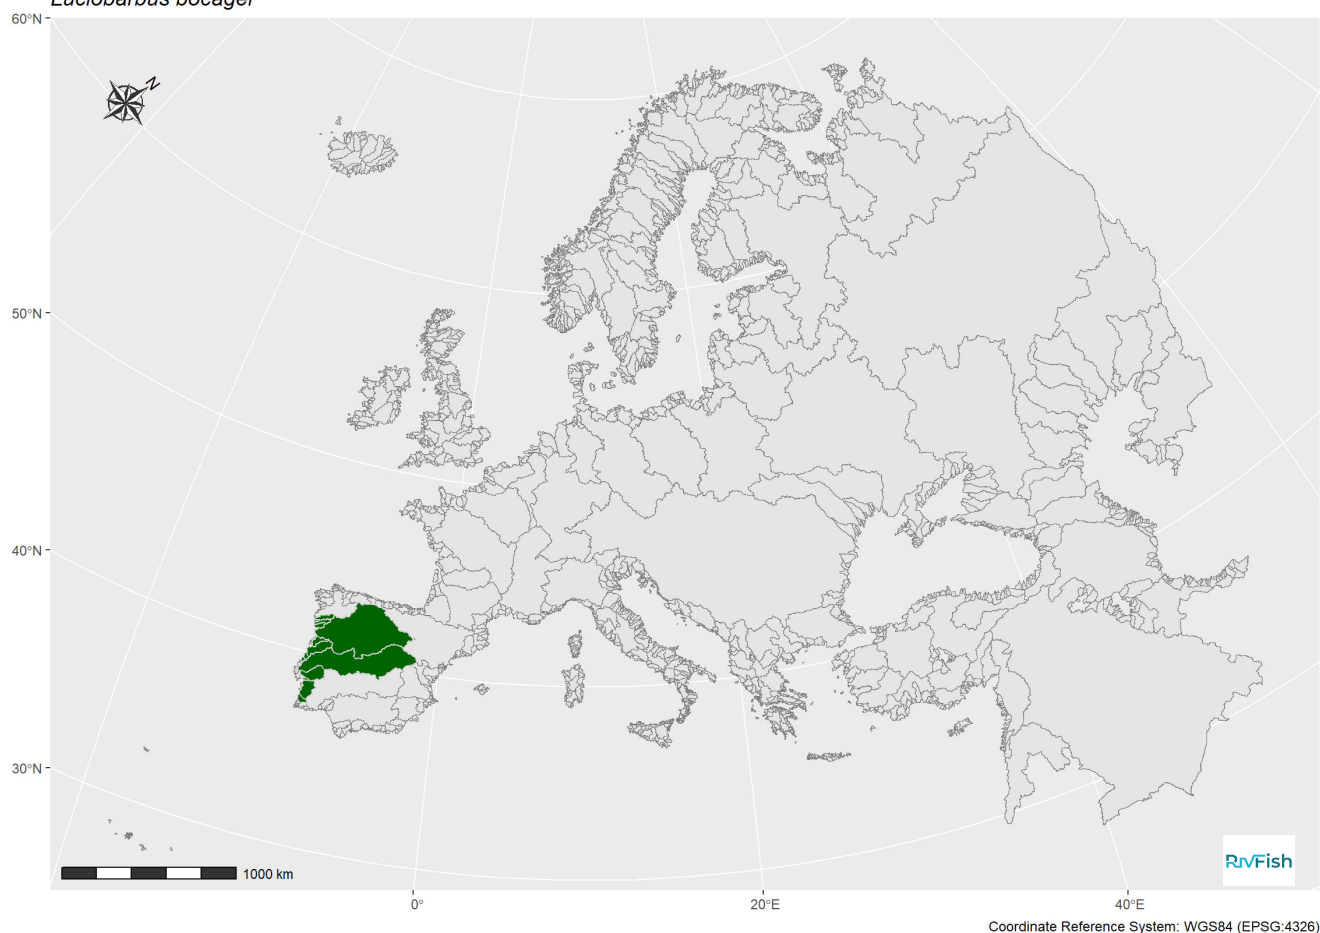 Luciobarbus bocagei
60°N
N
50°N
40°N
30°N
1000 km
RIVFish
0°
20°E
40°E
Coordinate Reference System: WGS84 (EPSG:4326)